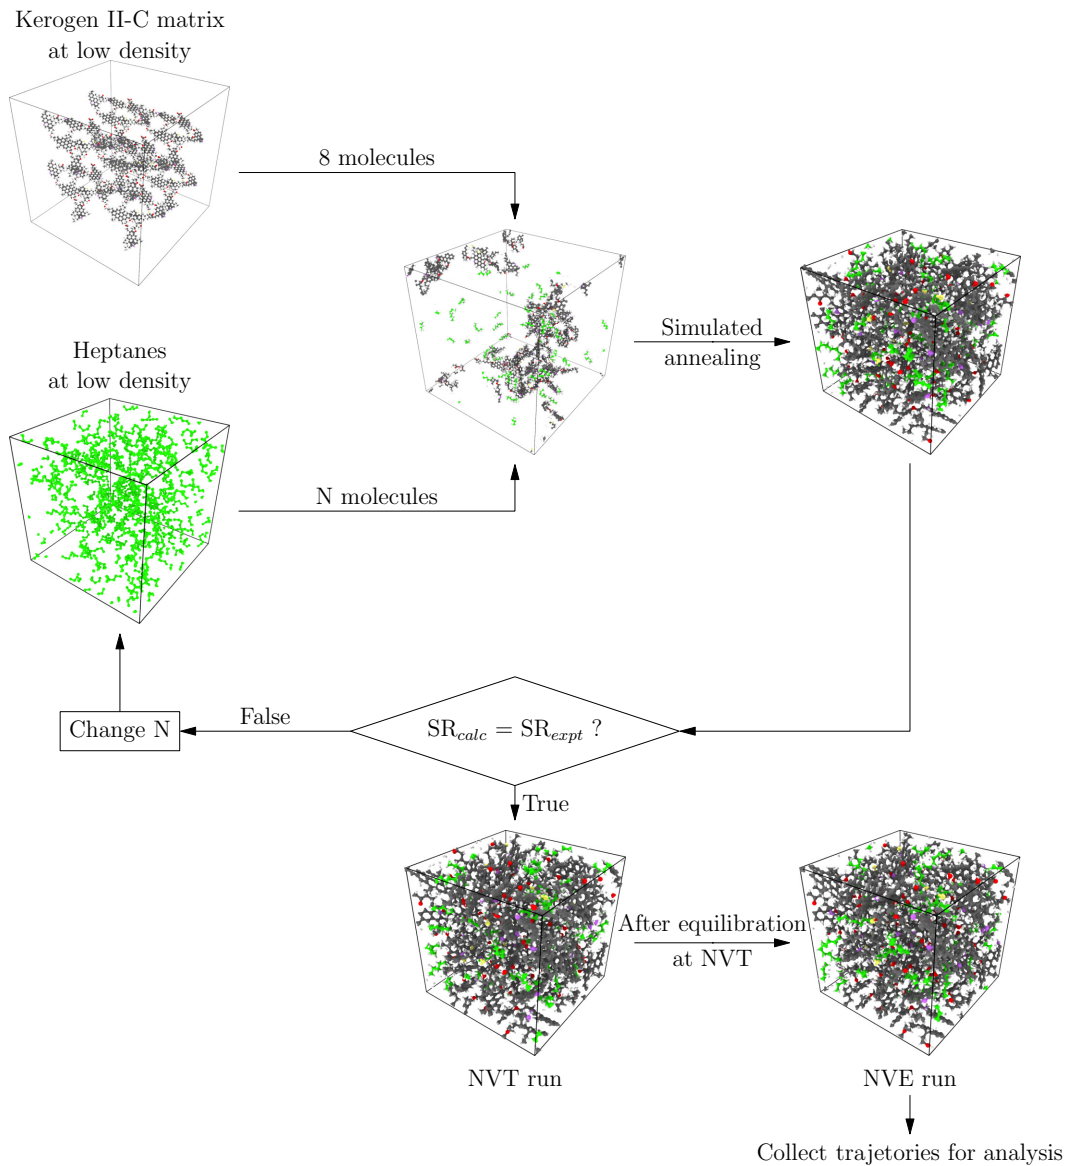 Kerogen II-C matrix
at low density
8 molecules
Simulated
annealing
Heptanes
at low density
N molecules
SR_calc = SR_expt ?
False
Change N
True
After equilibration
at NVT
NVT run
NVE run
Collect trajetories for analysis